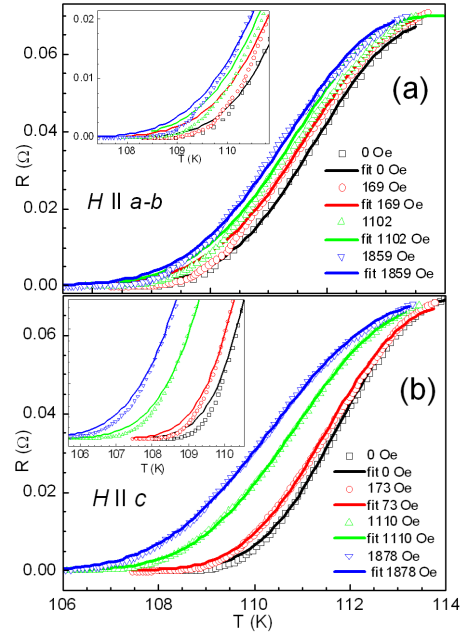 0.02
0.01
0.00
108 109 110
T (K)
0.06
0.04
0.02
0.00
R (Ω)
(a)
H II a-b
0 Oe
fit 0 Oe
169 Oe
fit 169 Oe
1102
fit 1102 Oe
1859 Oe
fit 1859 Oe
106 107 108 109 110
T (K)
0.06
0.04
0.02
0.00
R (Ω)
(b)
H II c
0 Oe
fit 0 Oe
173 Oe
fit 73 Oe
1110 Oe
fit 1110 Oe
1878 Oe
fit 1878 Oe
106 108 110 112 114
T (K)